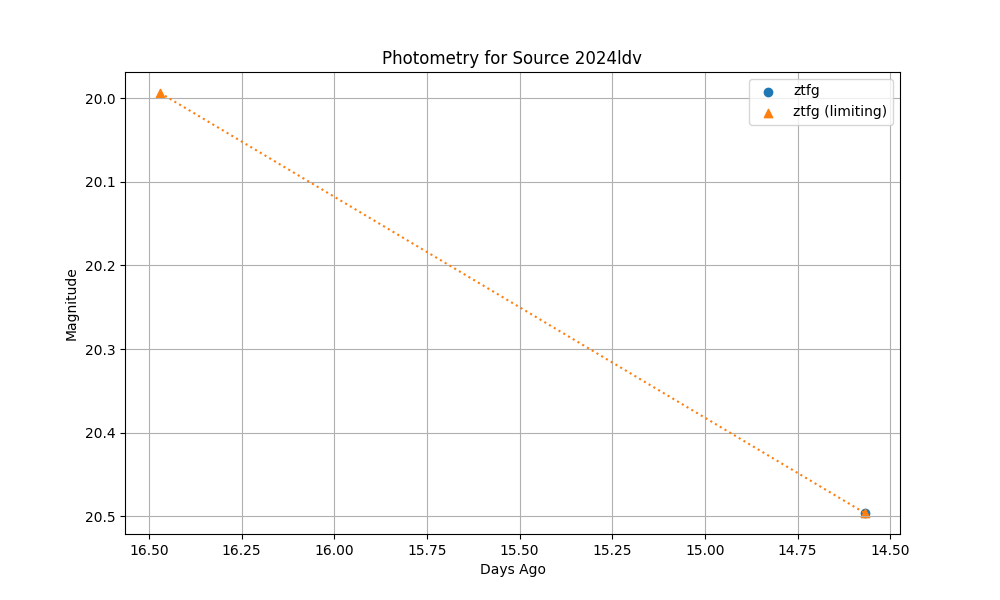 Photometry for Source 2024ldv
ztfg
ztfg (limiting)
Magnitude
20.0
20.1
20.2
20.3
20.4
20.5
16.50 16.25 16.00 15.75 15.50 15.25 15.00 14.75 14.50
Days Ago